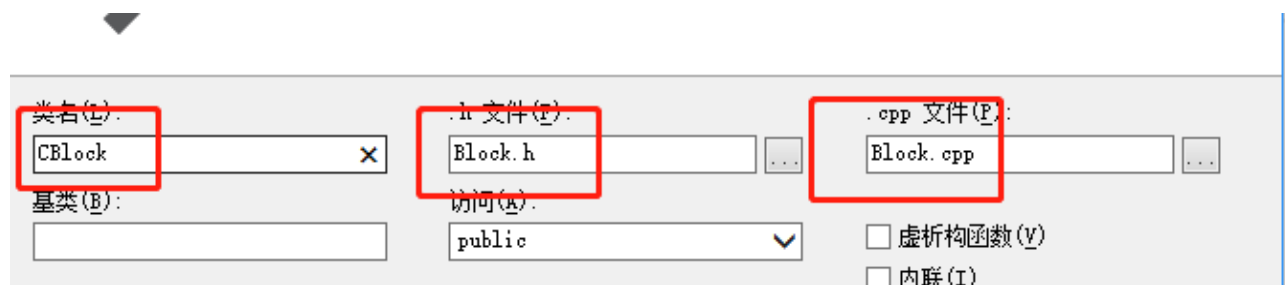 类名(L): .h 文件(F): .cpp 文件(P):
CBlock × Block.h ... Block.cpp ...
基类(B): 访问(A):
public 虚析构函数(V)
内联(I)